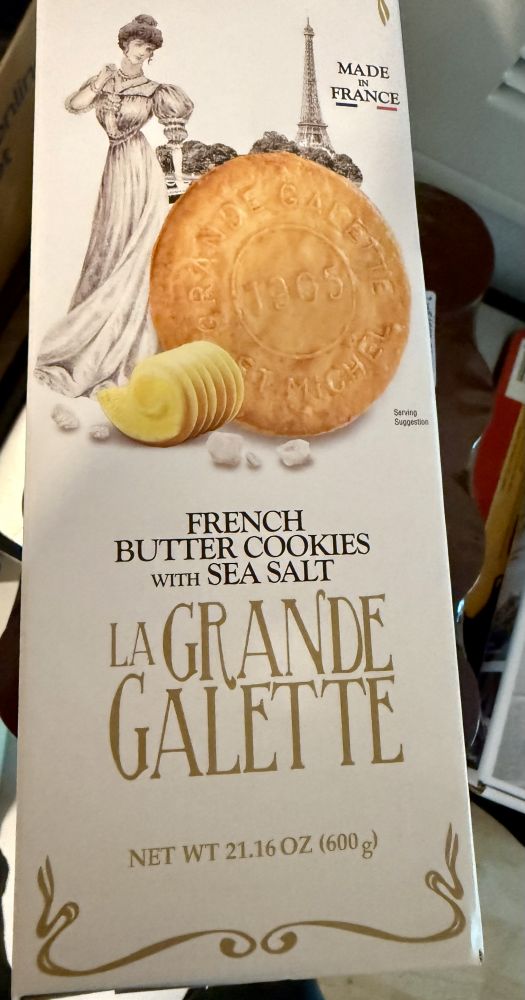 MADE
IN
FRANCE
GRANDE GALETTE
1905
ST MICHEL
Serving
Suggestion
FRENCH
BUTTER COOKIES
WITH SEA SALT
LA GRANDE
GALETTE
NET WT 21.16 OZ (600 g)